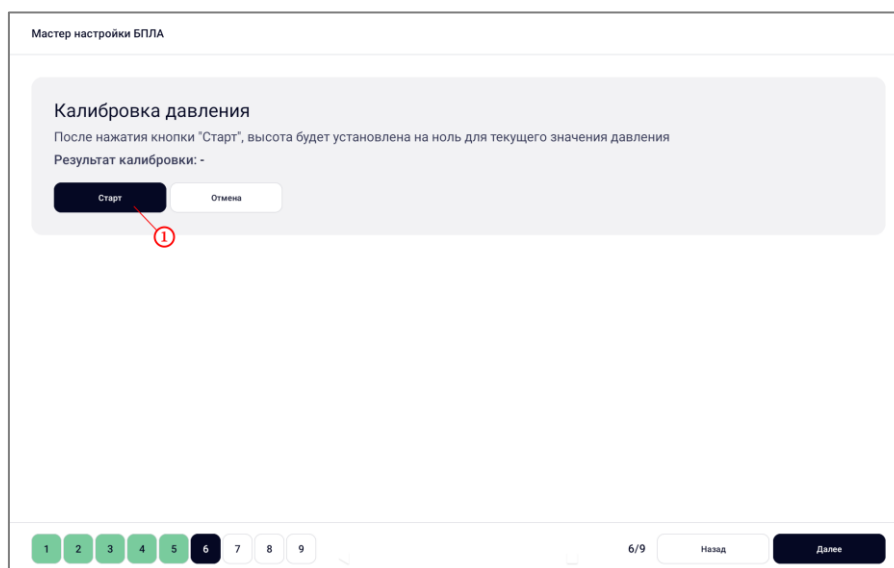 Мастер настройки БПЛА
Калибровка давления
После нажатия кнопки "Старт", высота будет установлена на ноль для текущего значения давления
Результат калибровки: -
Старт Отмена
1
1 2 3 4 5 6 7 8 9 6/9 Назад Далее